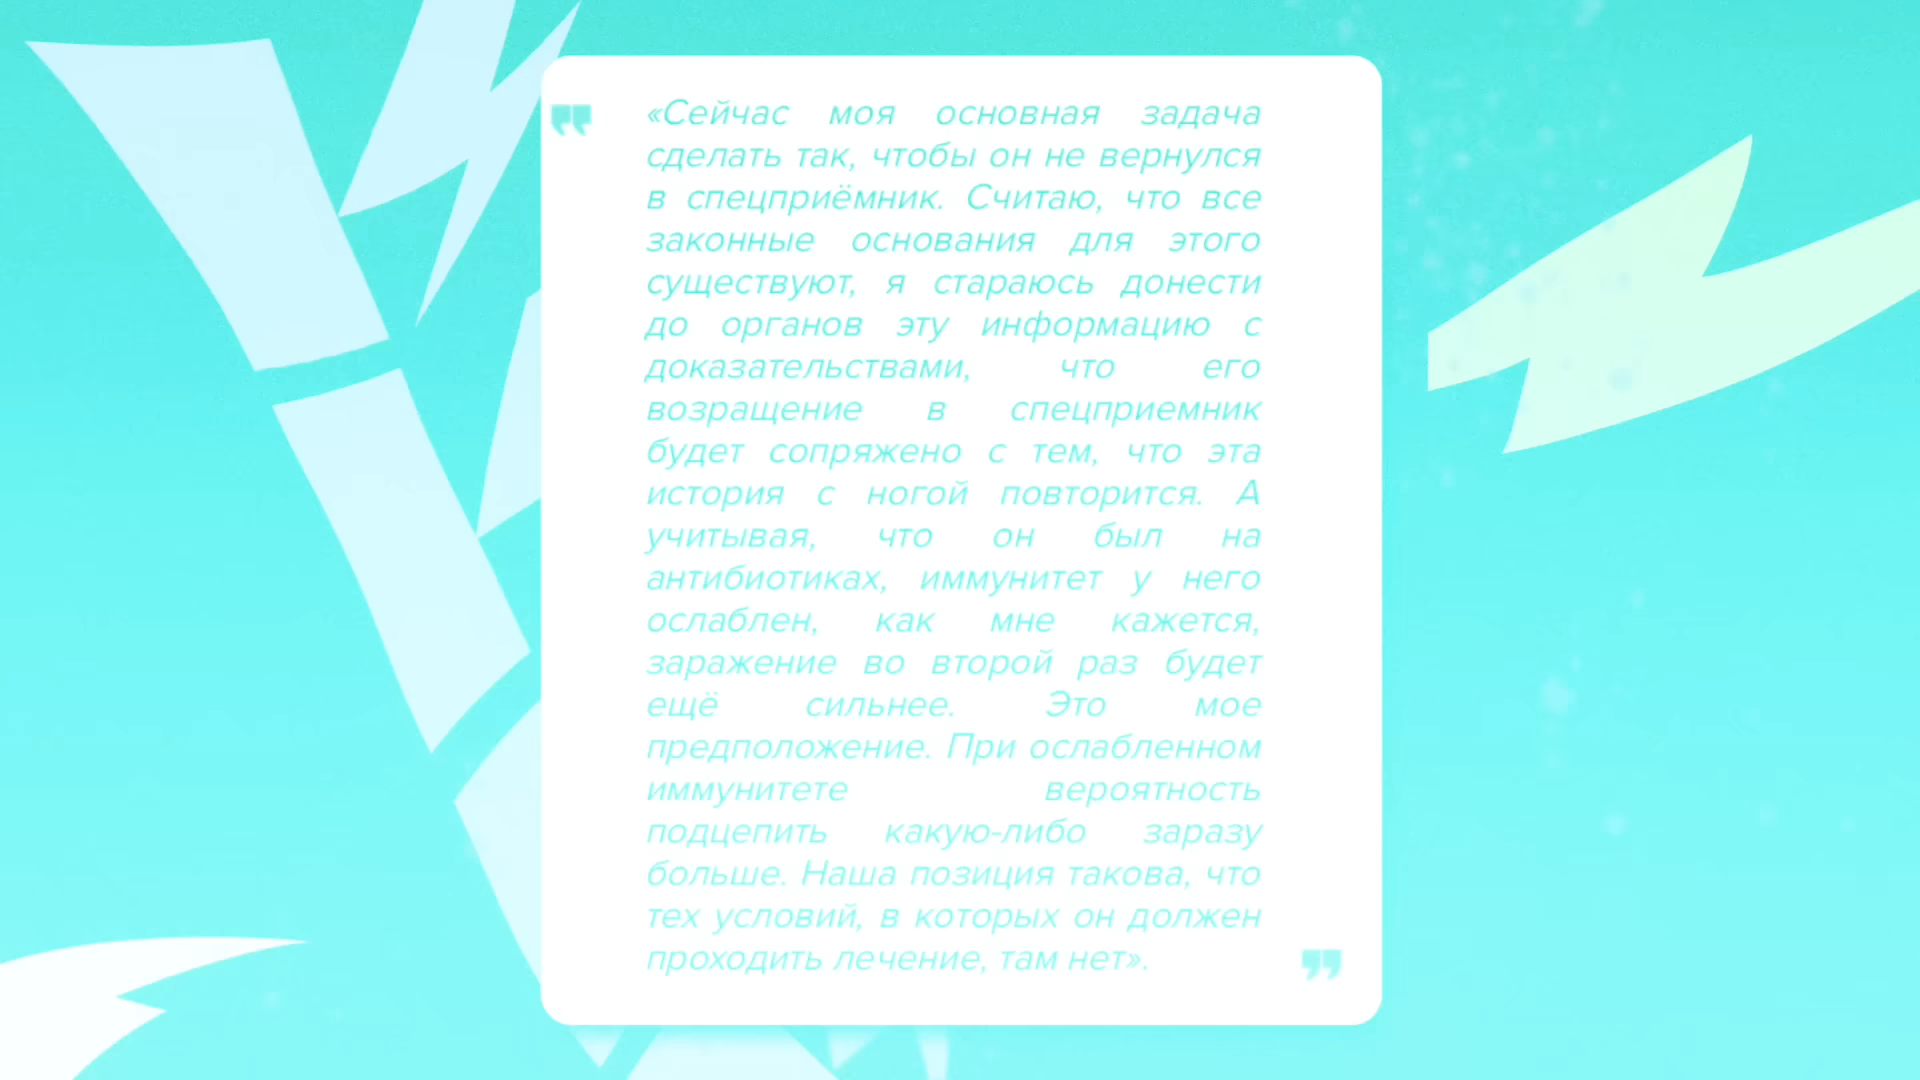 «Сейчас моя основная задача
сделать так, чтобы он не вернулся
в спецприёмник. Считаю, что все
законные основания для этого
существуют, я стараюсь донести
до органов эту информацию с
доказательствами, что его
возращение в спецприемник
будет сопряжено с тем, что эта
история с ногой повторится. А
учитывая, что он был на
антибиотиках, иммунитет у него
ослаблен, как мне кажется,
заражение во второй раз будет
ещё сильнее. Это мое
предположение. При ослабленном
иммунитете вероятность
подцепить какую-либо заразу
больше. Наша позиция такова, что
тех условий, в которых он должен
проходить лечение, там нет».